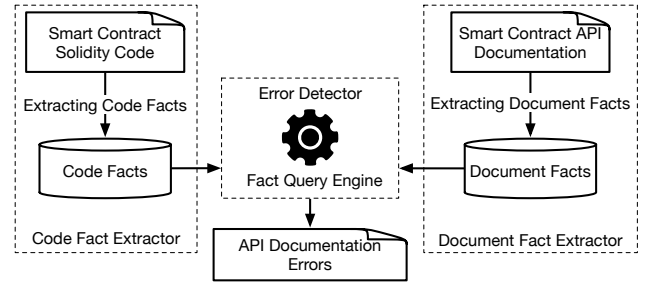 Smart Contract
Solidity Code
Extracting Code Facts
Code Facts
Code Fact Extractor
Error Detector
Fact Query Engine
API Documentation
Errors
Smart Contract API
Documentation
Extracting Document Facts
Document Facts
Document Fact Extractor